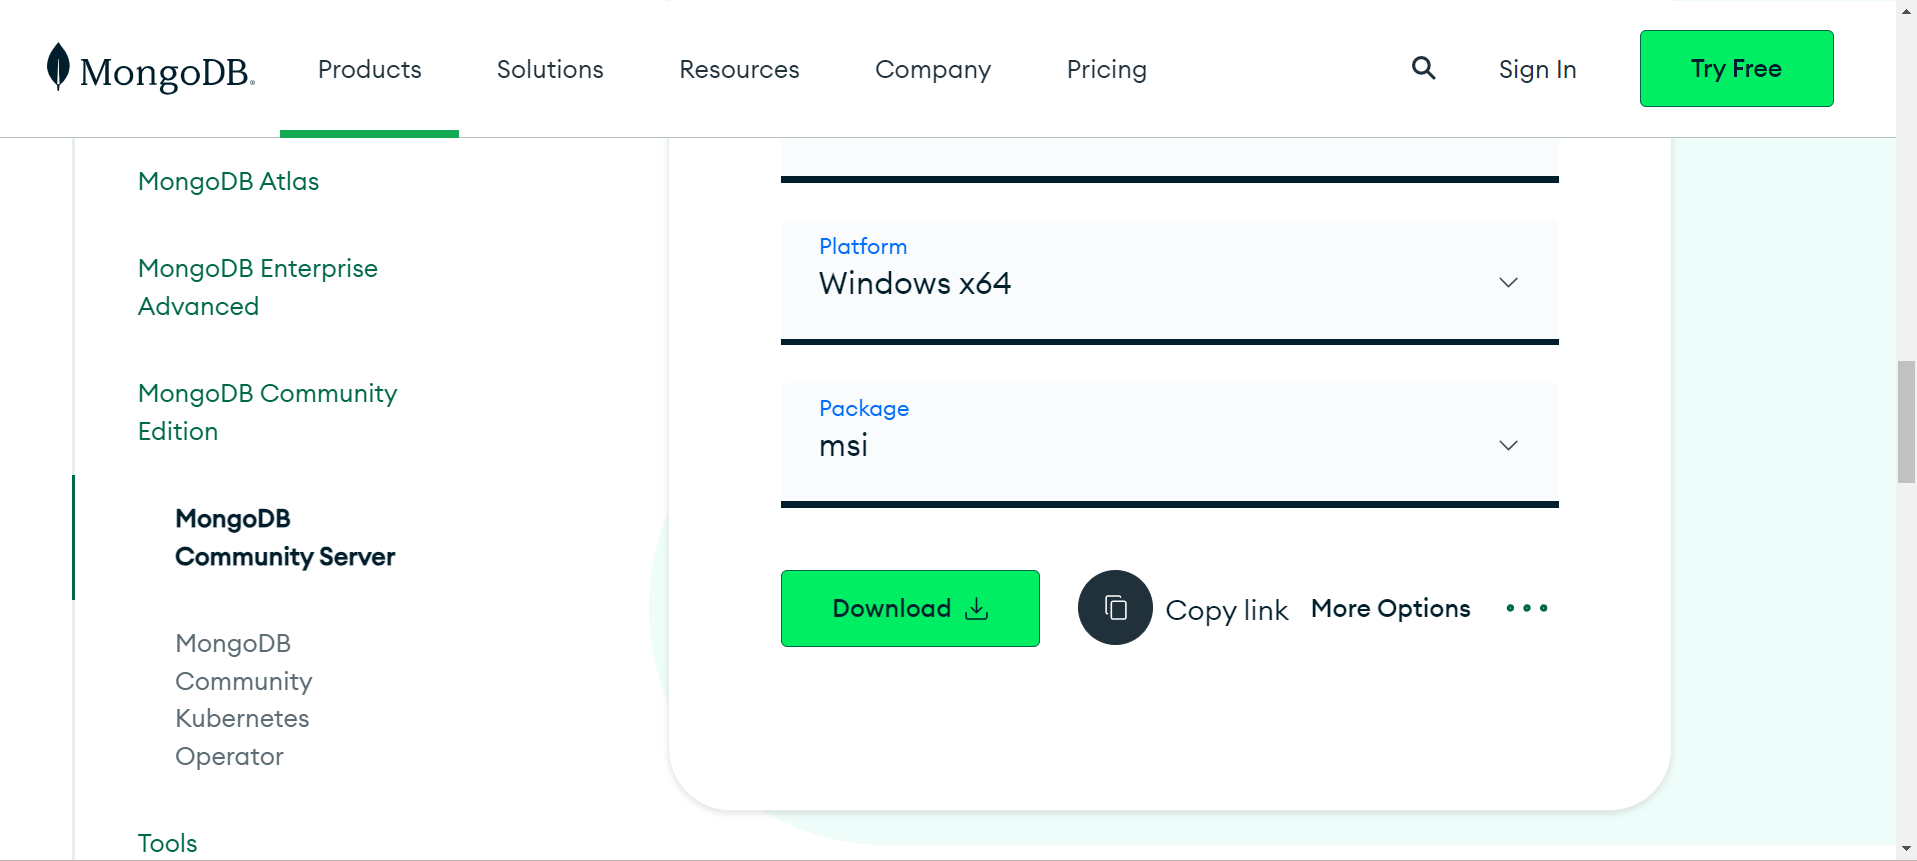 MongoDB®
Products
Solutions
Resources
Company
Pricing
Sign In
Try Free
MongoDB Atlas
MongoDB Enterprise
Advanced
MongoDB Community
Edition
MongoDB
Community Server
MongoDB
Community
Kubernetes
Operator
Tools
Platform
Windows x64
Package
msi
Download
Copy link
More Options